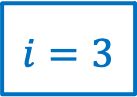 i = 3